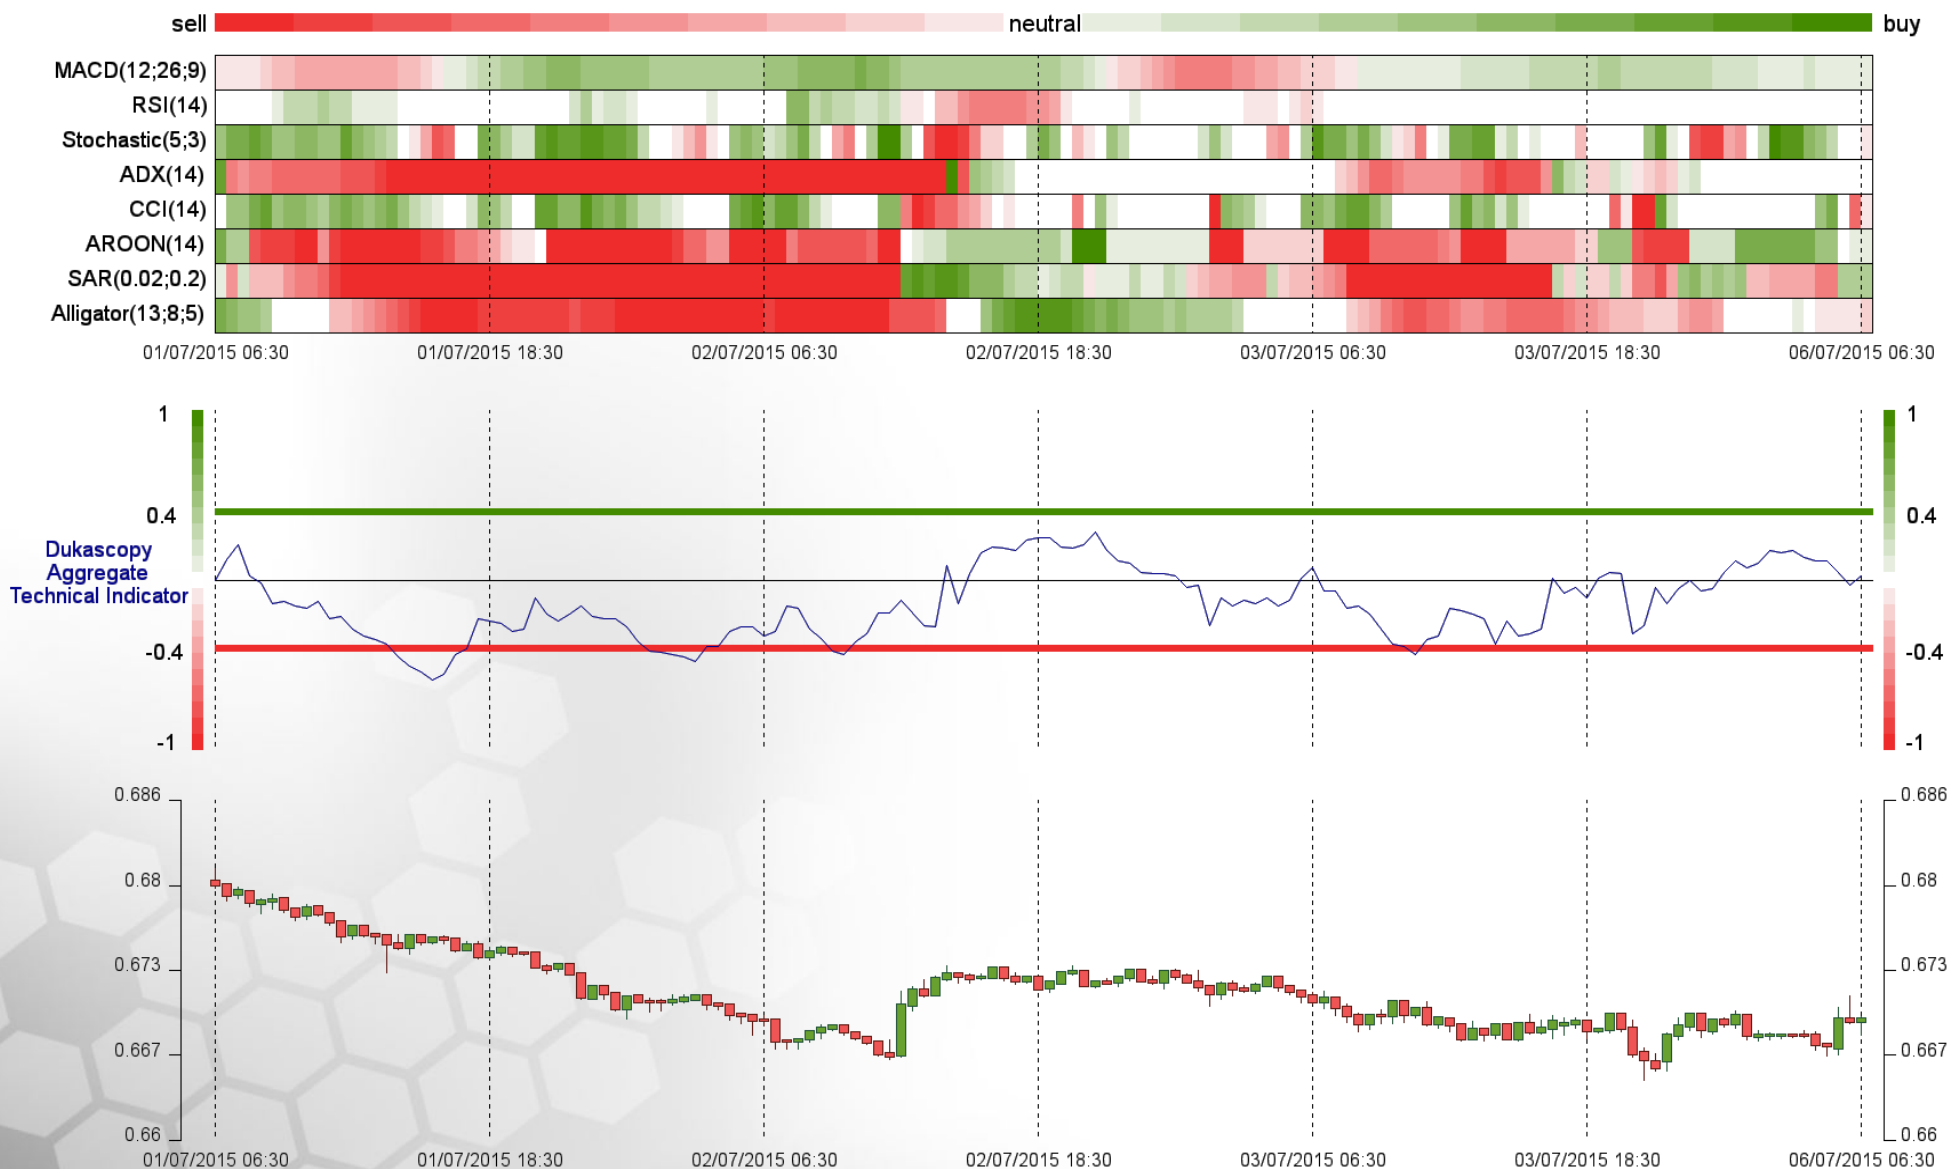 sell neutral buy
MACD(12;26;9)
RSI(14)
Stochastic(5;3)
ADX(14)
CCI(14)
AROON(14)
SAR(0.02;0.2)
Alligator(13;8;5)
01/07/2015 06:30 01/07/2015 18:30 02/07/2015 06:30 02/07/2015 18:30 03/07/2015 06:30 03/07/2015 18:30 06/07/2015 06:30
1 1
0.4 0.4
Dukascopy
Aggregate
Technical Indicator
-0.4 -0.4
-1 -1
0.686 0.686
0.68 0.68
0.673 0.673
0.667 0.667
0.66 0.66
01/07/2015 06:30 01/07/2015 18:30 02/07/2015 06:30 02/07/2015 18:30 03/07/2015 06:30 03/07/2015 18:30 06/07/2015 06:30